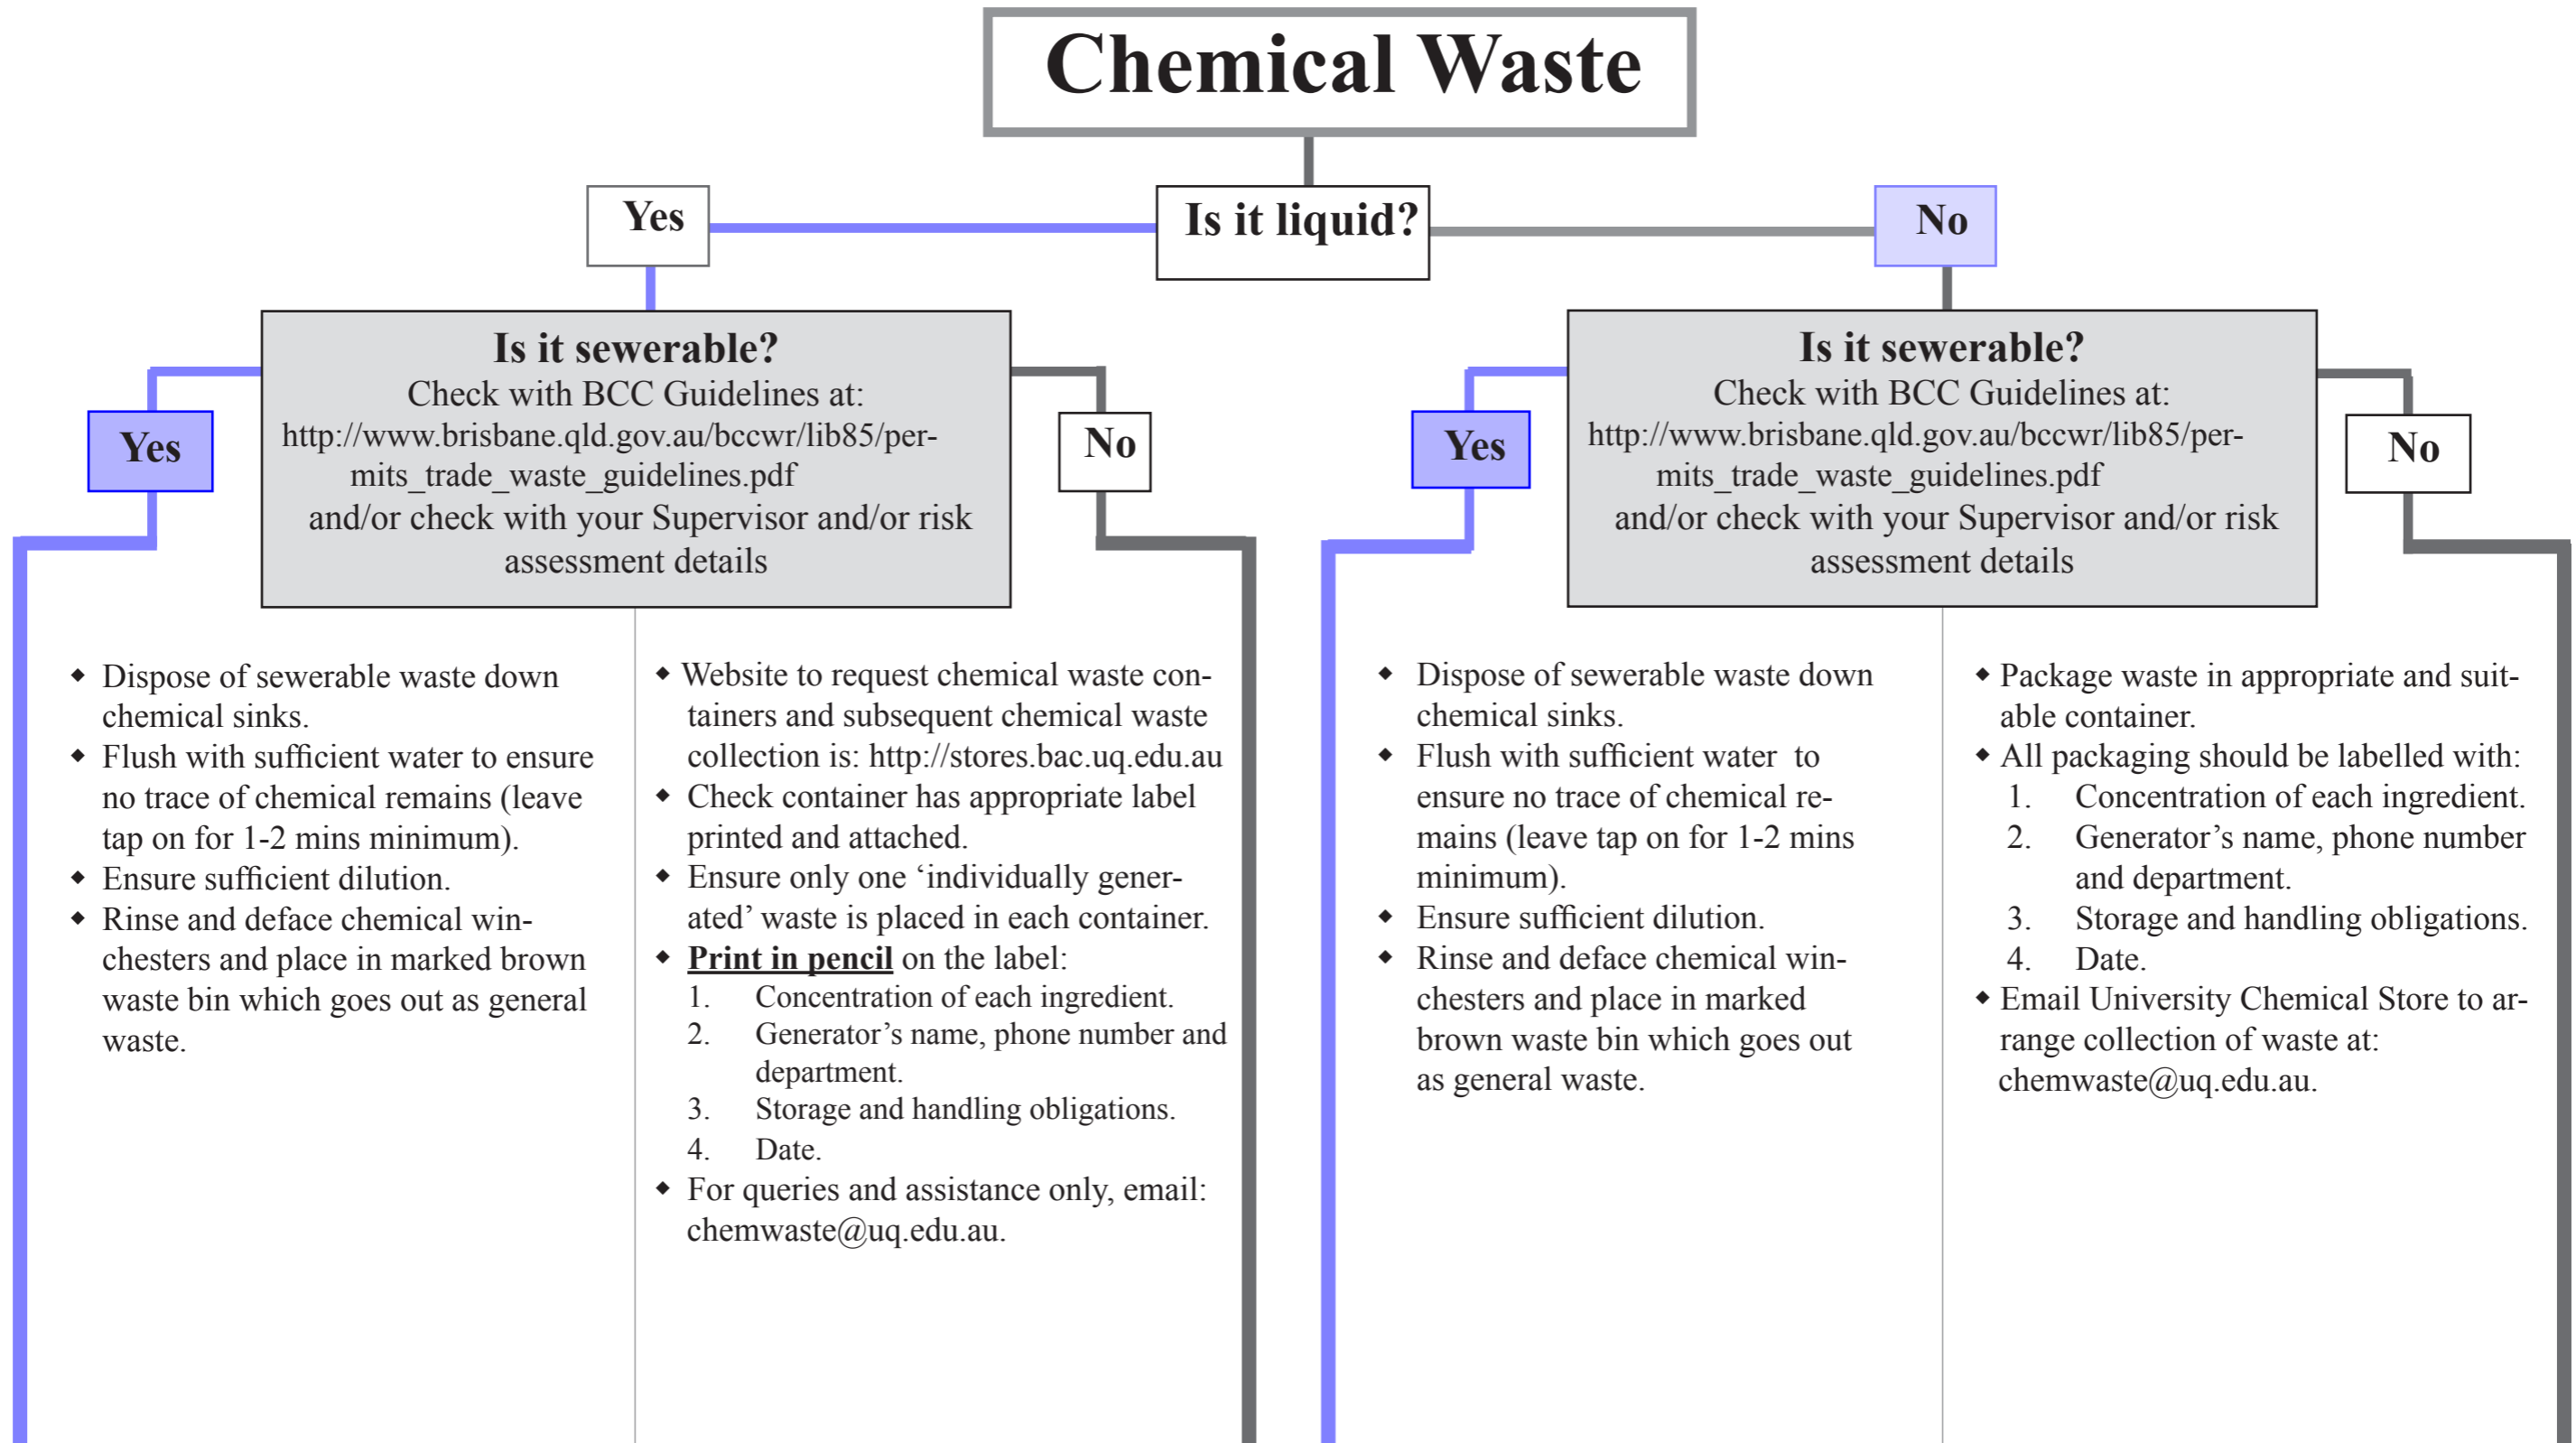 Chemical Waste
Yes
Is it liquid?
No
Is it sewerable?
Check with BCC Guidelines at:
http://www.brisbane.qld.gov.au/bccwr/lib85/per-
mits_trade_waste_guidelines.pdf
and/or check with your Supervisor and/or risk
assessment details
Yes
No
Is it sewerable?
Check with BCC Guidelines at:
http://www.brisbane.qld.gov.au/bccwr/lib85/per-
mits_trade_waste_guidelines.pdf
and/or check with your Supervisor and/or risk
assessment details
Yes
No
◆ Dispose of sewerable waste down
chemical sinks.
◆ Flush with sufficient water to ensure
no trace of chemical remains (leave
tap on for 1-2 mins minimum).
◆ Ensure sufficient dilution.
◆ Rinse and deface chemical win-
chesters and place in marked brown
waste bin which goes out as general
waste.
◆ Website to request chemical waste con-
tainers and subsequent chemical waste
collection is: http://stores.bac.uq.edu.au
◆ Check container has appropriate label
printed and attached.
◆ Ensure only one ‘individually gener-
ated’ waste is placed in each container.
◆ Print in pencil on the label:
1. Concentration of each ingredient.
2. Generator’s name, phone number and
department.
3. Storage and handling obligations.
4. Date.
◆ For queries and assistance only, email:
chemwaste@uq.edu.au.
◆ Dispose of sewerable waste down
chemical sinks.
◆ Flush with sufficient water to
ensure no trace of chemical re-
mains (leave tap on for 1-2 mins
minimum).
◆ Ensure sufficient dilution.
◆ Rinse and deface chemical win-
chesters and place in marked
brown waste bin which goes out
as general waste.
◆ Package waste in appropriate and suit-
able container.
◆ All packaging should be labelled with:
1. Concentration of each ingredient.
2. Generator’s name, phone number
and department.
3. Storage and handling obligations.
4. Date.
◆ Email University Chemical Store to ar-
range collection of waste at:
chemwaste@uq.edu.au.